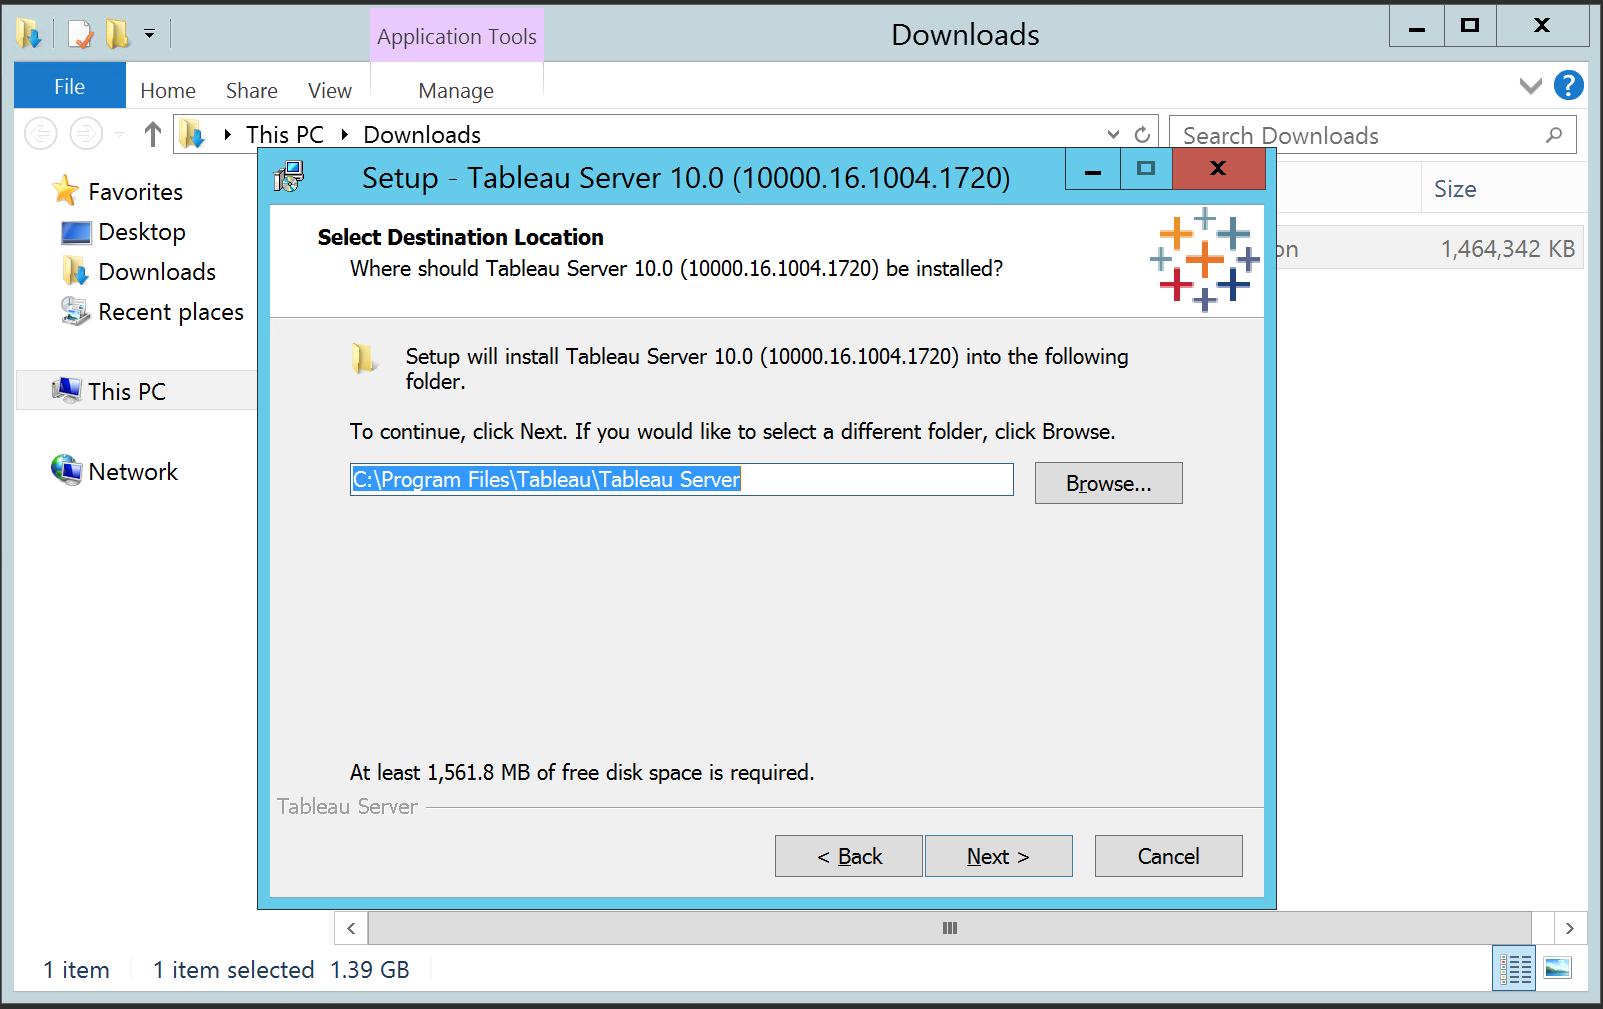 Application Tools
Downloads
File
Home
Share
View
Manage
?
This PC
Downloads
Search Downloads
Favorites
Desktop
Downloads
Recent places
This PC
Network
Size
on
1,464,342 KB
Setup - Tableau Server 10.0 (10000.16.1004.1720)
Select Destination Location
Where should Tableau Server 10.0 (10000.16.1004.1720) be installed?
Setup will install Tableau Server 10.0 (10000.16.1004.1720) into the following
folder.
To continue, click Next. If you would like to select a different folder, click Browse.
C:\Program Files\Tableau\Tableau Server
Browse...
At least 1,561.8 MB of free disk space is required.
Tableau Server
< Back
Next >
Cancel
1 item
1 item selected 1.39 GB